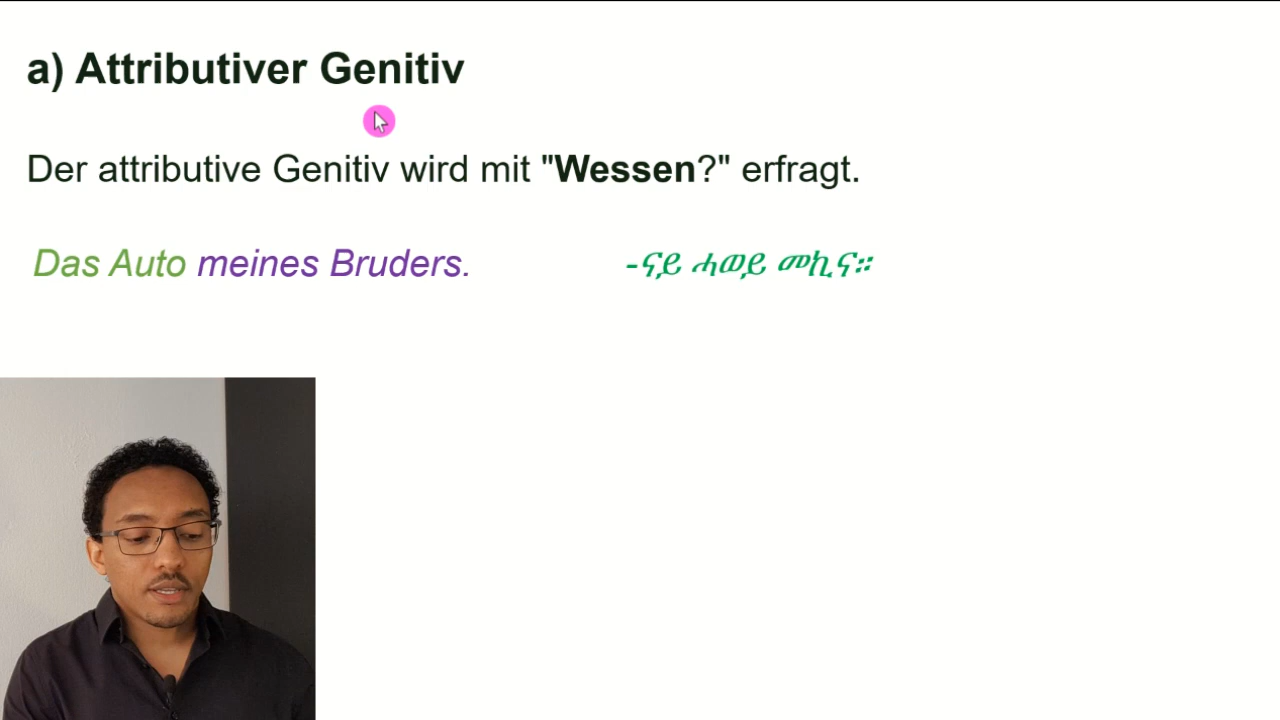 a) Attributiver Genitiv
Der attributive Genitiv wird mit "Wessen?" erfragt.
Das Auto meines Bruders. -ናይ ሓወይ መኪና።